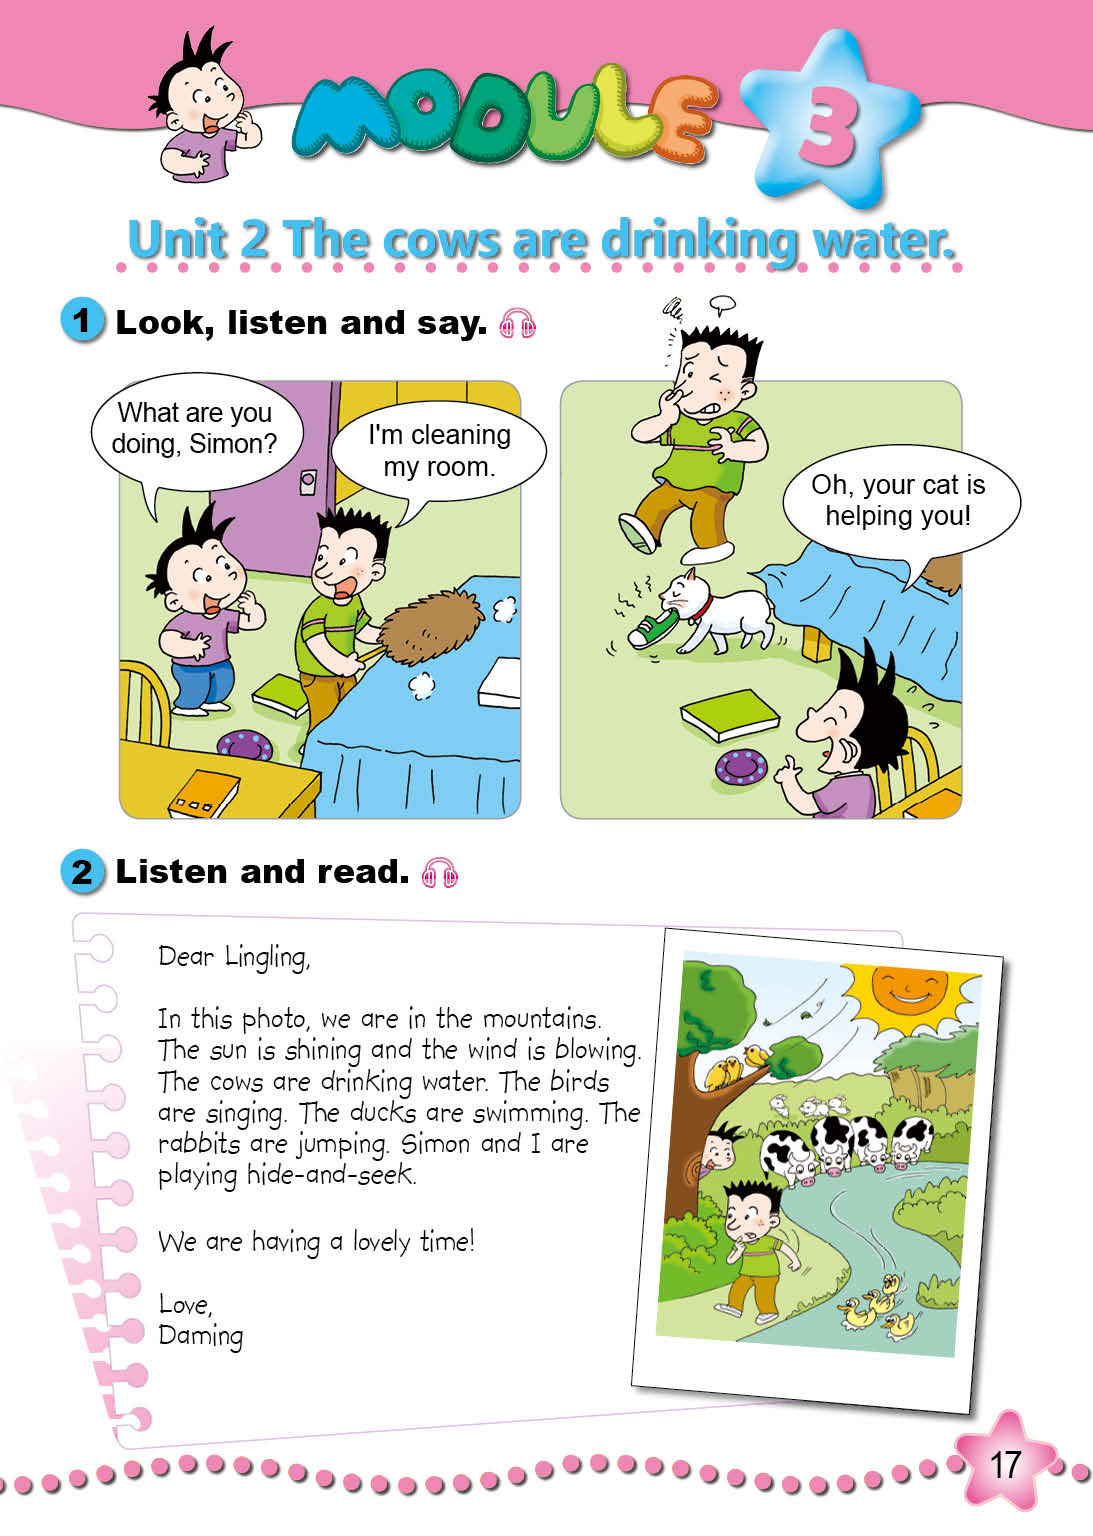 MODULE 3
Unit 2 The cows are drinking water.
1 Look, listen and say.
What are you
doing, Simon?
I'm cleaning
my room.
Oh, your cat is
helping you!
2 Listen and read.
Dear Lingling,
In this photo, we are in the mountains.
The sun is shining and the wind is blowing.
The cows are drinking water. The birds
are singing. The ducks are swimming. The
rabbits are jumping. Simon and I are
playing hide-and-seek.
We are having a lovely time!
Love,
Daming
17